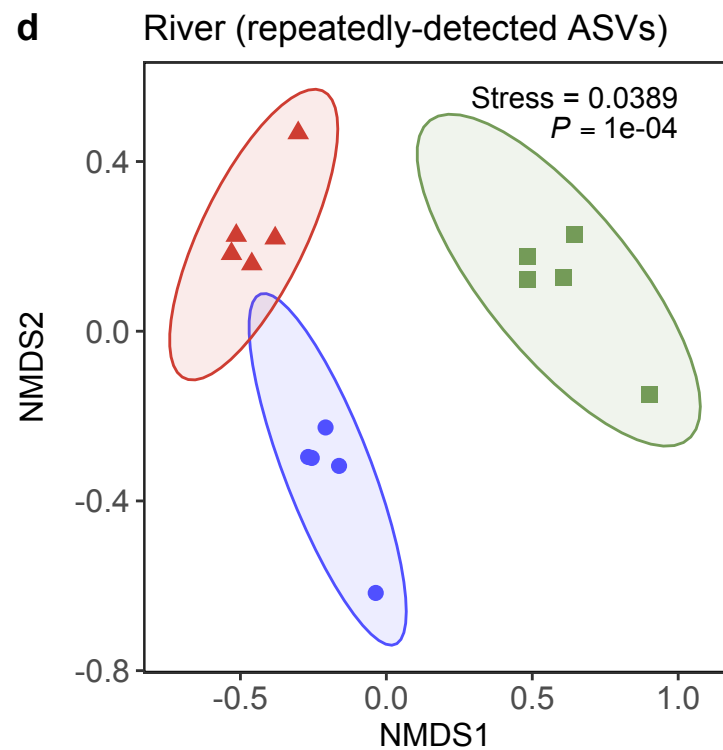 d River (repeatedly-detected ASVs)
Stress = 0.0389
P = 1e-04
0.4
0.0
-0.4
-0.8
NMDS2
-0.5 0.0 0.5 1.0
NMDS1